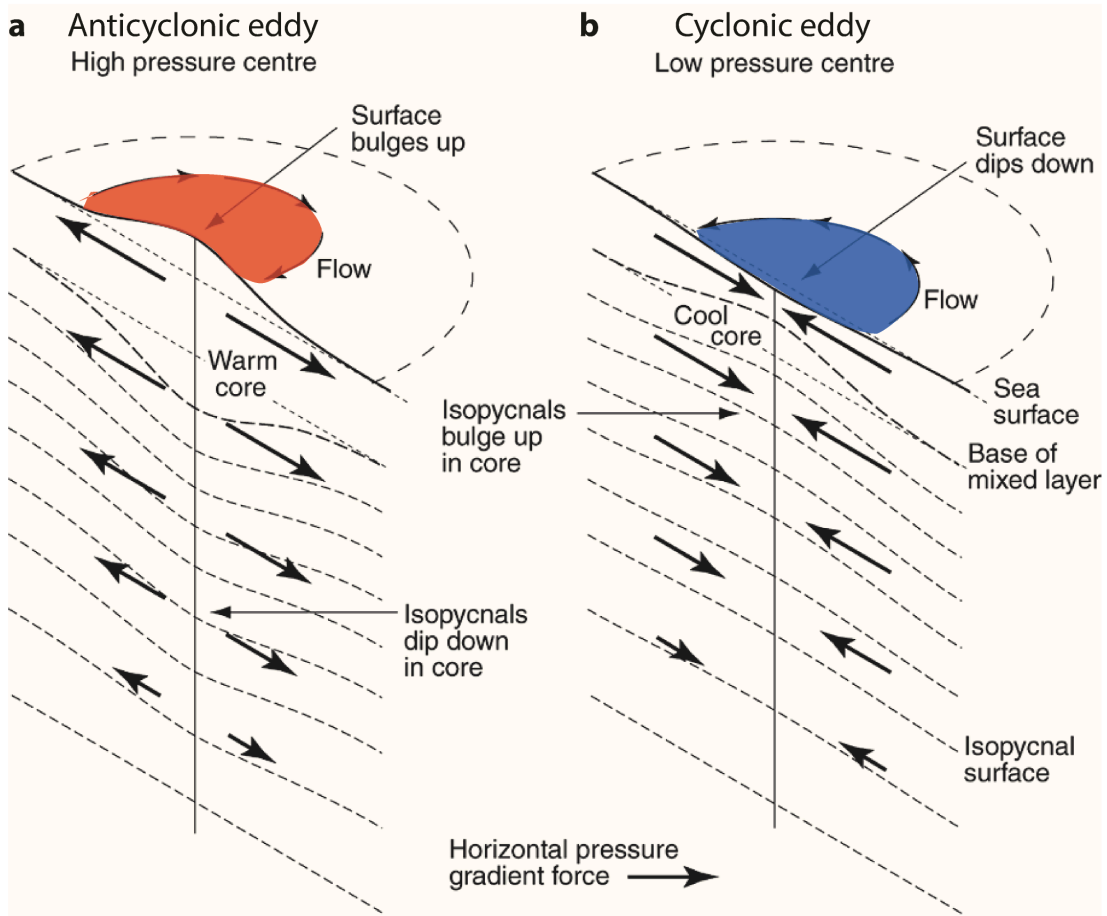 a Anticyclonic eddy
High pressure centre
Surface
bulges up
Flow
Warm
core
Isopycnals
dip down
in core
b Cyclonic eddy
Low pressure centre
Surface
dips down
Flow
Cool
core
Isopycnals
bulge up
in core
Sea
surface
Base of
mixed layer
Isopycnal
surface
Horizontal pressure
gradient force